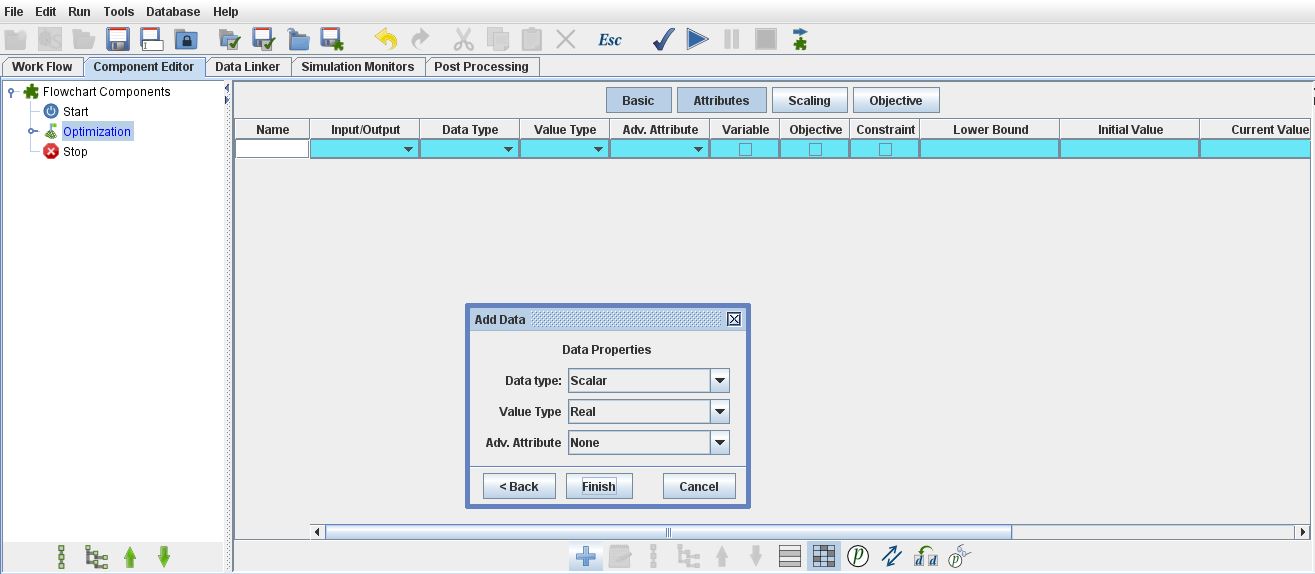 File Edit Run Tools Database Help
Esc
Work Flow Component Editor Data Linker Simulation Monitors Post Processing
Flowchart Components
Start
Optimization
Stop
Basic Attributes Scaling Objective
Name Input/Output Data Type Value Type Adv. Attribute Variable Objective Constraint Lower Bound Initial Value Current Value
Add Data
Data Properties
Data type: Scalar
Value Type Real
Adv. Attribute None
< Back Finish Cancel
p d d p